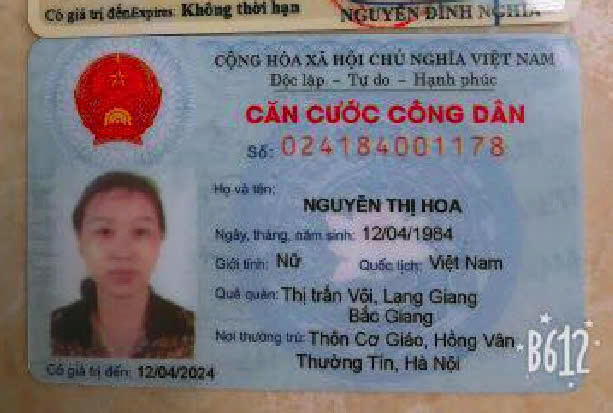 Có giá trị đến/Expires: Không thời hạn
NGUYỄN ĐÌNH NGHĨA
CỘNG HÒA XÃ HỘI CHỦ NGHĨA VIỆT NAM
Độc lập – Tự do – Hạnh phúc
CĂN CƯỚC CÔNG DÂN
Số: 024184001178
Họ và tên:
NGUYỄN THỊ HOA
Ngày, tháng, năm sinh: 12/04/1984
Giới tính: Nữ Quốc tịch: Việt Nam
Quê quán: Thị trấn Vôi, Lạng Giang
Bắc Giang
Nơi thường trú: Thôn Cơ Giáo, Hồng Vân
Thường Tín, Hà Nội
Có giá trị đến: 12/04/2024
B612